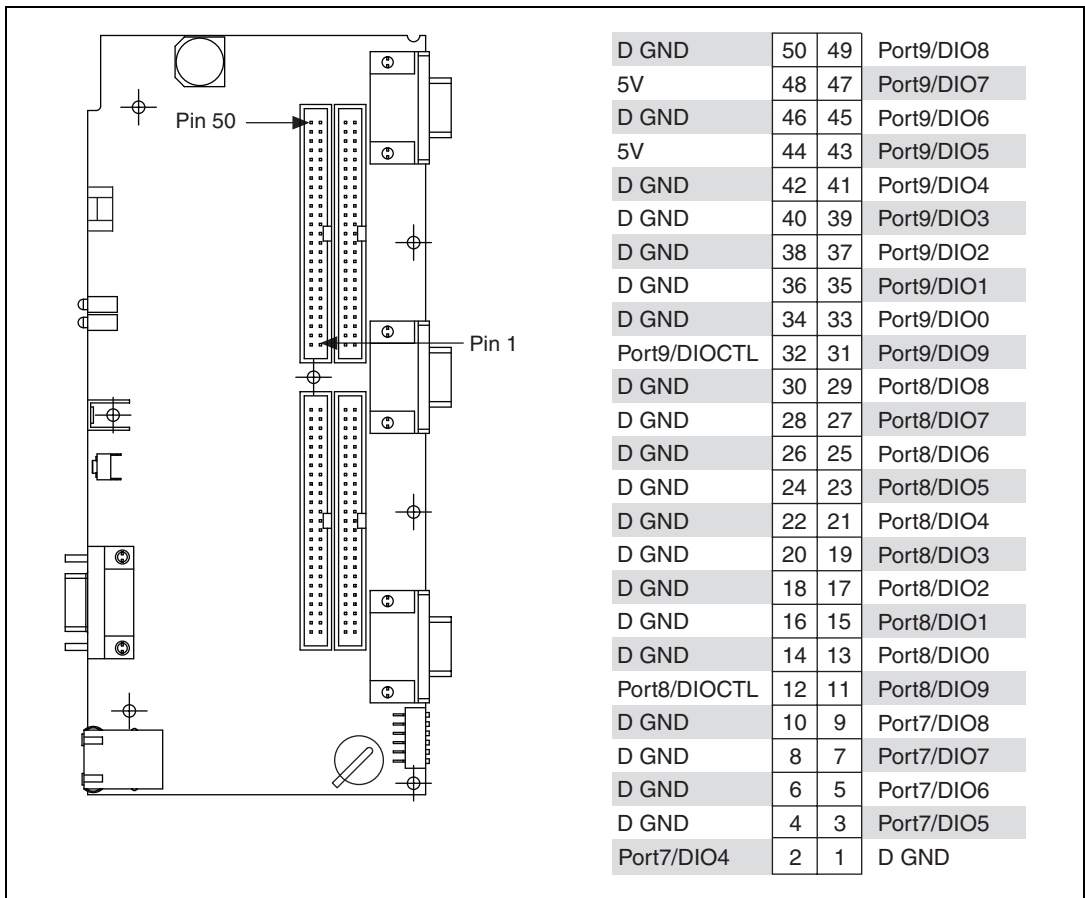 Pin 50
Pin 1
D GND 50 49 Port9/DIO8
5V 48 47 Port9/DIO7
D GND 46 45 Port9/DIO6
5V 44 43 Port9/DIO5
D GND 42 41 Port9/DIO4
D GND 40 39 Port9/DIO3
D GND 38 37 Port9/DIO2
D GND 36 35 Port9/DIO1
D GND 34 33 Port9/DIO0
Port9/DIOCTL 32 31 Port9/DIO9
D GND 30 29 Port8/DIO8
D GND 28 27 Port8/DIO7
D GND 26 25 Port8/DIO6
D GND 24 23 Port8/DIO5
D GND 22 21 Port8/DIO4
D GND 20 19 Port8/DIO3
D GND 18 17 Port8/DIO2
D GND 16 15 Port8/DIO1
D GND 14 13 Port8/DIO0
Port8/DIOCTL 12 11 Port8/DIO9
D GND 10 9 Port7/DIO8
D GND 8 7 Port7/DIO7
D GND 6 5 Port7/DIO6
D GND 4 3 Port7/DIO5
Port7/DIO4 2 1 D GND